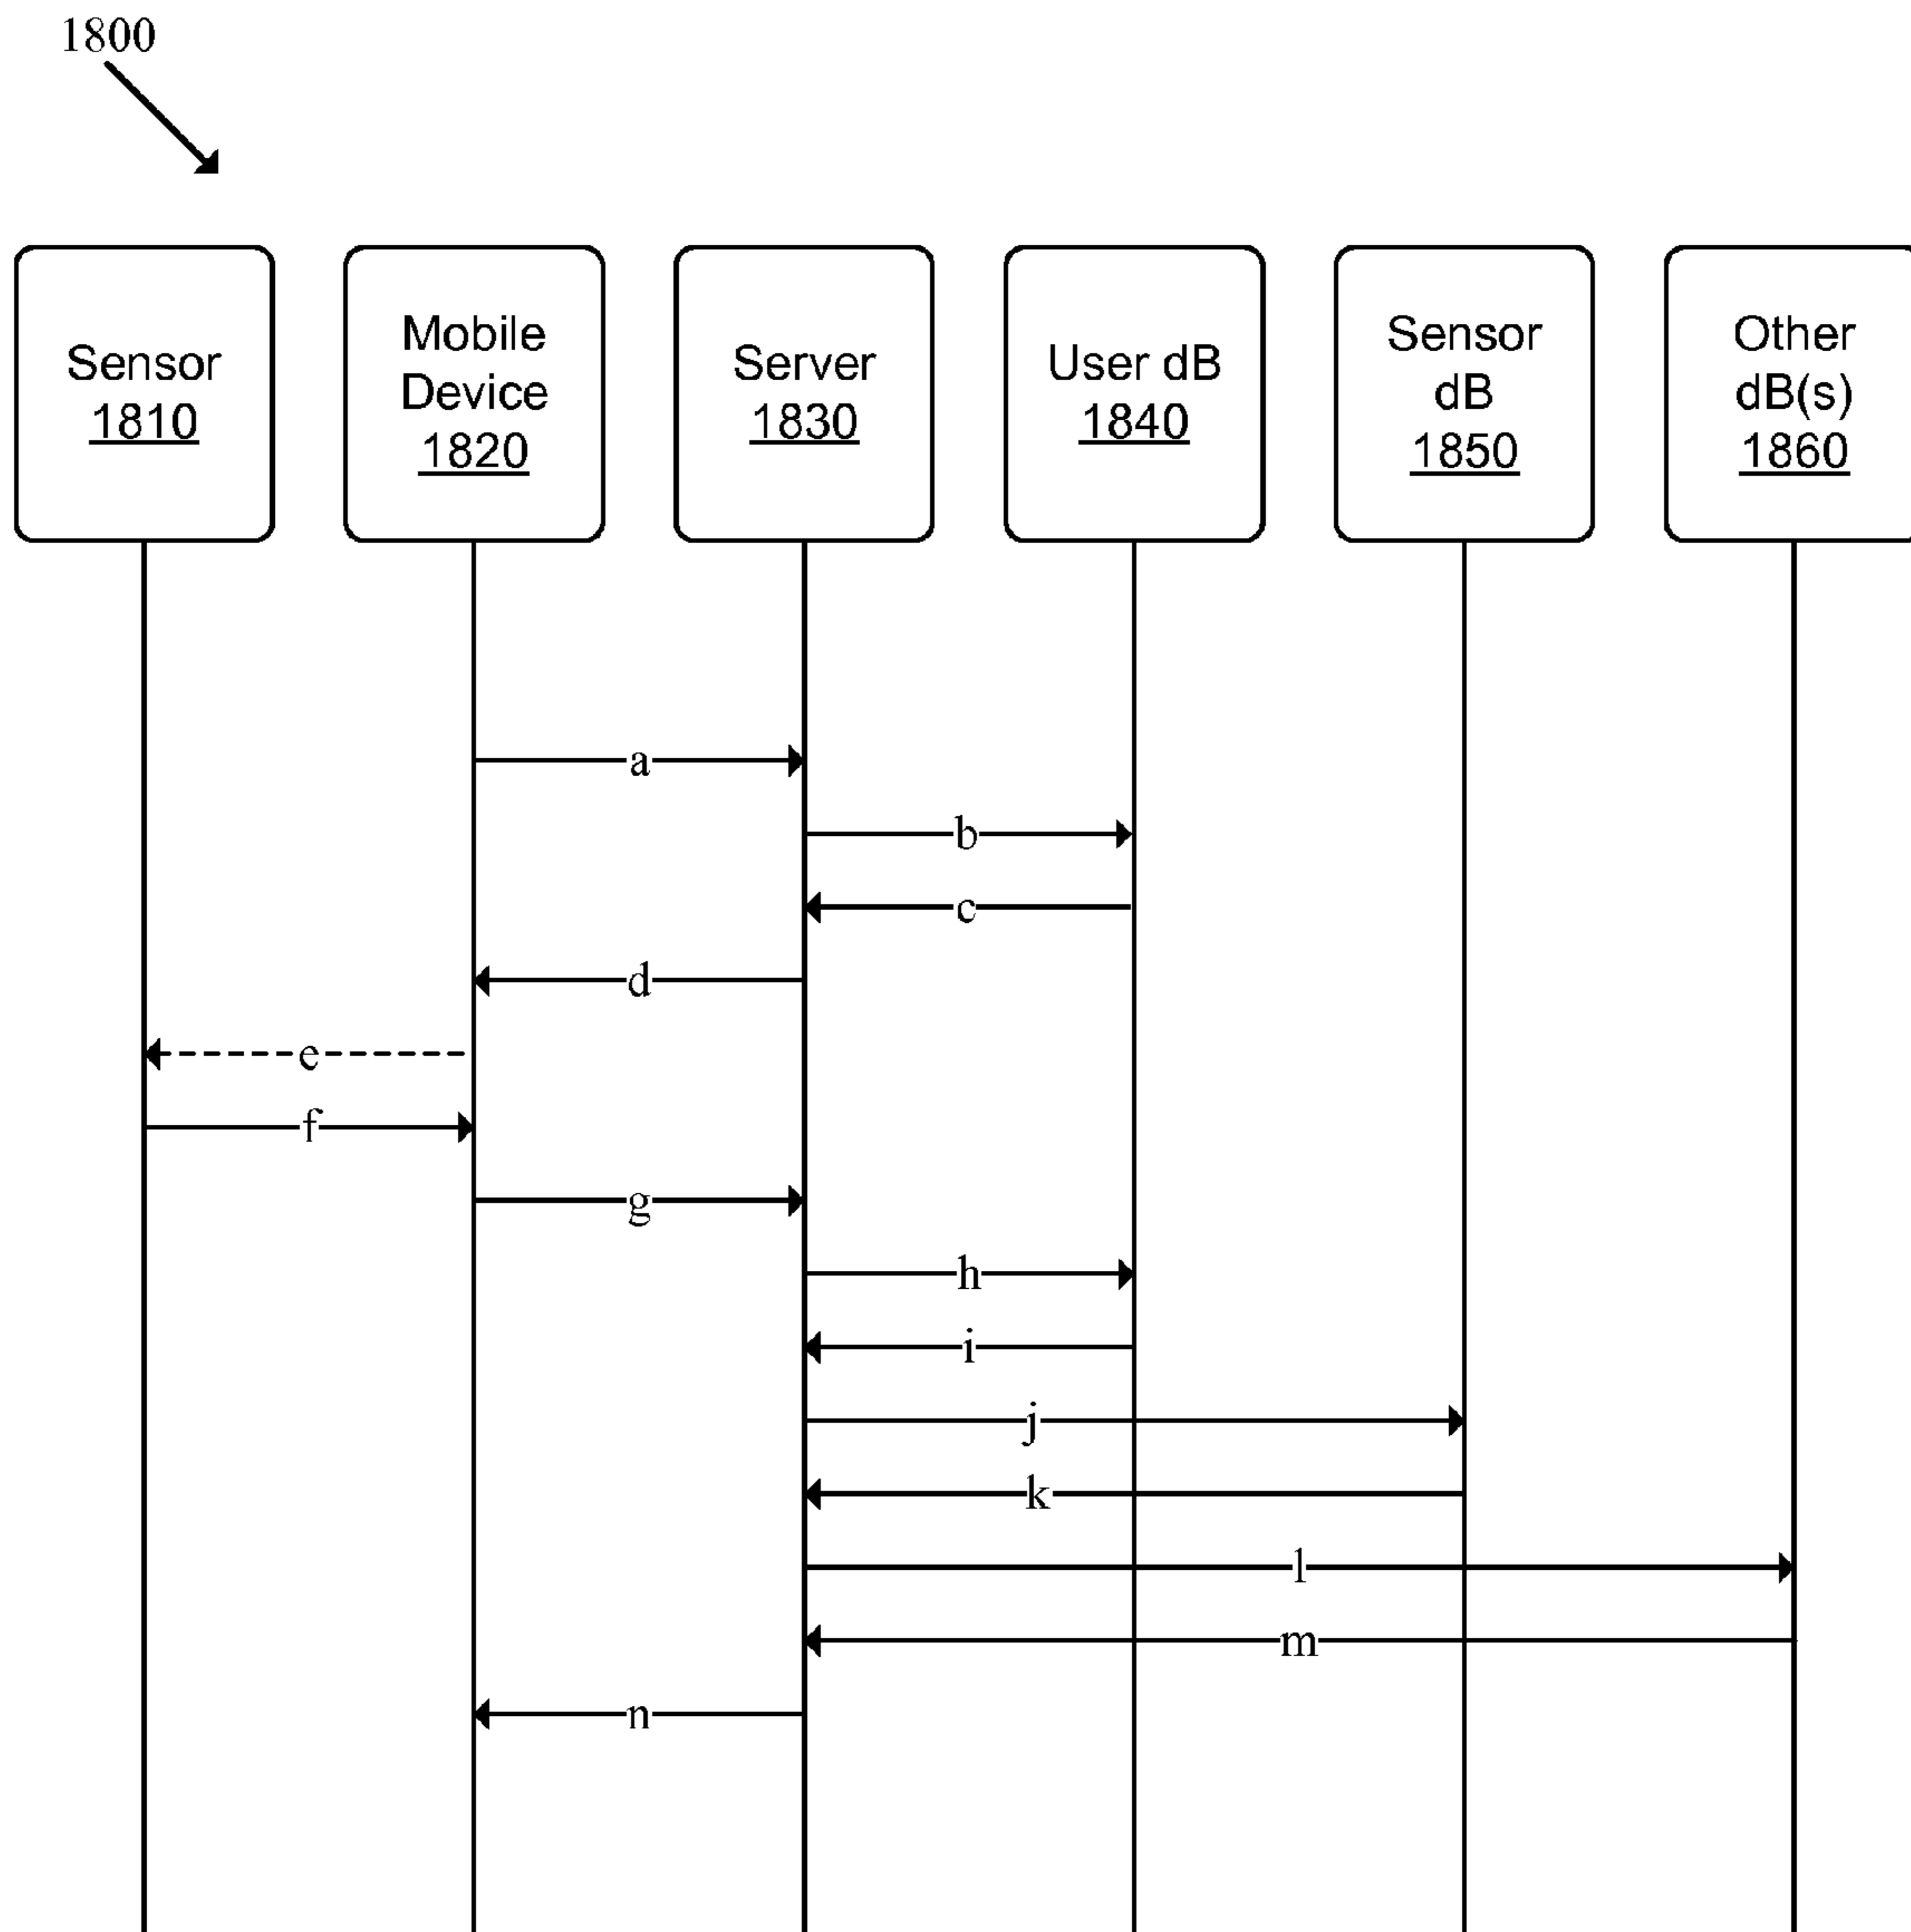 1800
Sensor
1810
Mobile
Device
1820
Server
1830
User dB
1840
Sensor
dB
1850
Other
dB(s)
1860
a
b
c
d
e
f
g
h
i
j
k
l
m
n